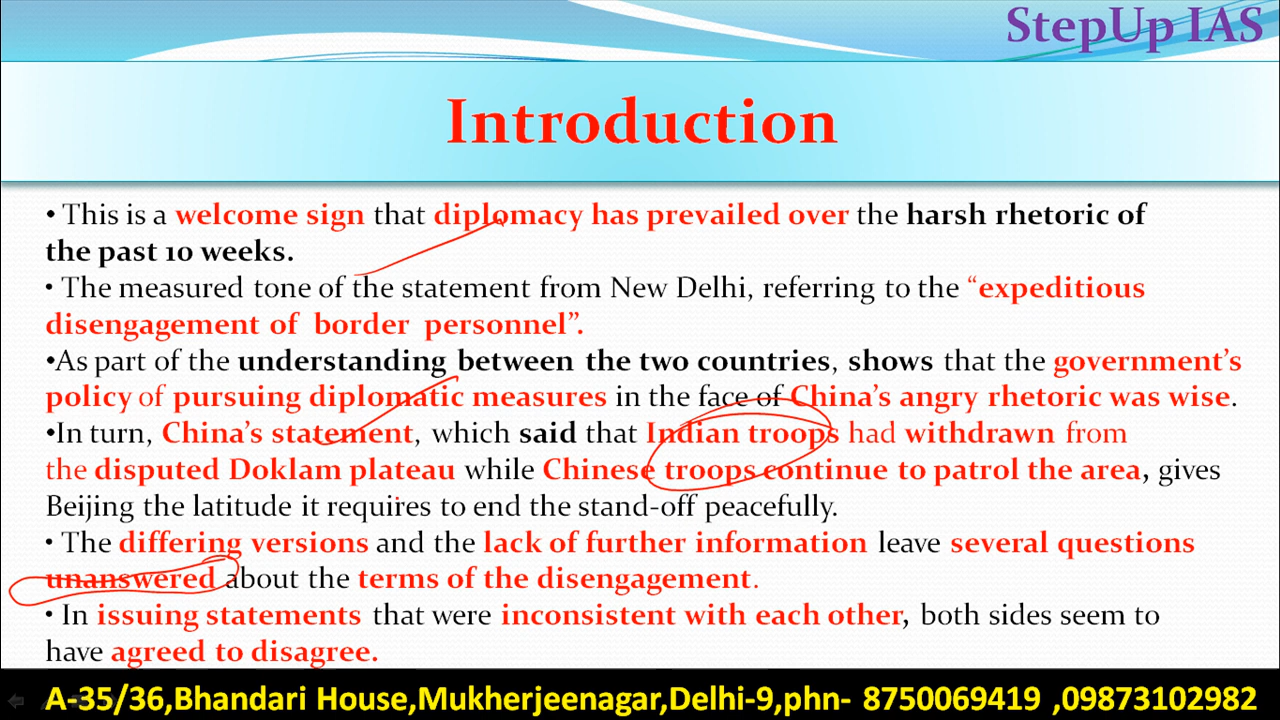 StepUp IAS
Introduction
• This is a welcome sign that diplomacy has prevailed over the harsh rhetoric of
the past 10 weeks.
• The measured tone of the statement from New Delhi, referring to the “expeditious
disengagement of border personnel”.
•As part of the understanding between the two countries, shows that the government’s
policy of pursuing diplomatic measures in the face of China’s angry rhetoric was wise.
•In turn, China’s statement, which said that Indian troops had withdrawn from
the disputed Doklam plateau while Chinese troops continue to patrol the area, gives
Beijing the latitude it requires to end the stand-off peacefully.
• The differing versions and the lack of further information leave several questions
unanswered about the terms of the disengagement.
• In issuing statements that were inconsistent with each other, both sides seem to
have agreed to disagree.
A-35/36,Bhandari House,Mukherjeenagar,Delhi-9,phn- 8750069419 ,09873102982